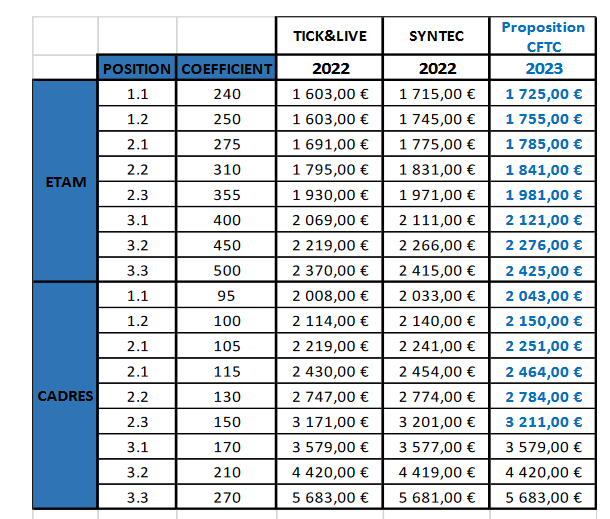 TICK&LIVE SYNTEC Proposition
CFTC
POSITION COEFFICIENT 2022 2022 2023
ETAM
1.1 240 1 603,00 € 1 715,00 € 1 725,00 €
1.2 250 1 603,00 € 1 745,00 € 1 755,00 €
2.1 275 1 691,00 € 1 775,00 € 1 785,00 €
2.2 310 1 795,00 € 1 831,00 € 1 841,00 €
2.3 355 1 930,00 € 1 971,00 € 1 981,00 €
3.1 400 2 069,00 € 2 111,00 € 2 121,00 €
3.2 450 2 219,00 € 2 266,00 € 2 276,00 €
3.3 500 2 370,00 € 2 415,00 € 2 425,00 €
CADRES
1.1 95 2 008,00 € 2 033,00 € 2 043,00 €
1.2 100 2 114,00 € 2 140,00 € 2 150,00 €
2.1 105 2 219,00 € 2 241,00 € 2 251,00 €
2.1 115 2 430,00 € 2 454,00 € 2 464,00 €
2.2 130 2 747,00 € 2 774,00 € 2 784,00 €
2.3 150 3 171,00 € 3 201,00 € 3 211,00 €
3.1 170 3 579,00 € 3 577,00 € 3 579,00 €
3.2 210 4 420,00 € 4 419,00 € 4 420,00 €
3.3 270 5 683,00 € 5 681,00 € 5 683,00 €